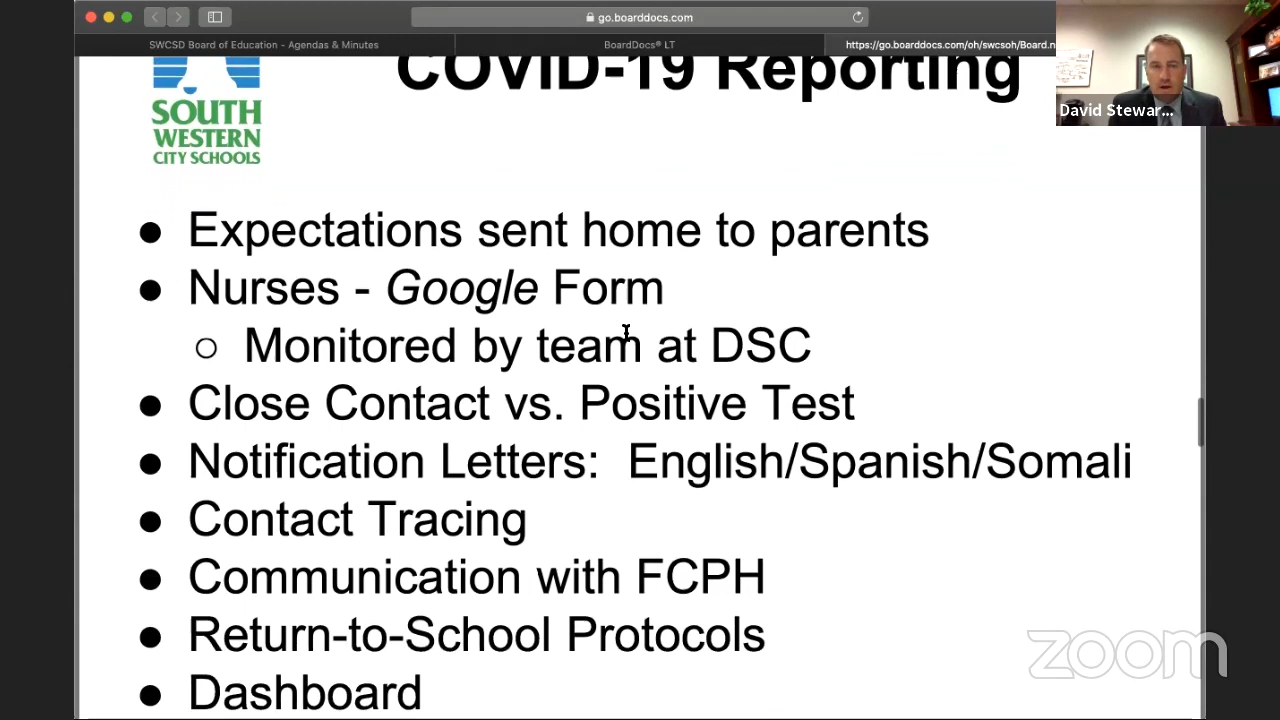 go.boarddocs.com
SWCSD Board of Education - Agendas & Minutes
BoardDocs® LT
https://go.boarddocs.com/oh/swcsoh/Board.n
COVID-19 Reporting
David Stewar...
SOUTH
WESTERN
CITY SCHOOLS
● Expectations sent home to parents
● Nurses - Google Form
○ Monitored by team at DSC
● Close Contact vs. Positive Test
● Notification Letters: English/Spanish/Somali
● Contact Tracing
● Communication with FCPH
● Return-to-School Protocols
● Dashboard
zoom